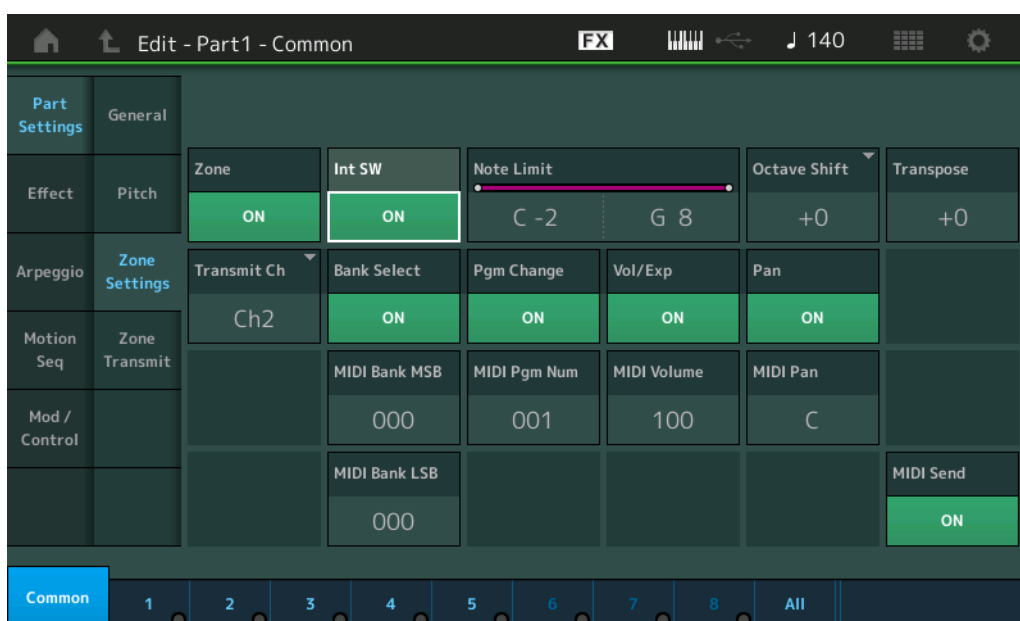 Edit - Part1 - Common
FX
♩ 140
Part
Settings
Effect
Arpeggio
Motion
Seq
Mod /
Control
General
Pitch
Zone
Settings
Zone
Transmit
Zone
ON
Int SW
ON
Note Limit
C -2
G 8
Octave Shift
+0
Transpose
+0
Transmit Ch
Ch2
Bank Select
ON
Pgm Change
ON
Vol/Exp
ON
Pan
ON
MIDI Bank MSB
000
MIDI Pgm Num
001
MIDI Volume
100
MIDI Pan
C
MIDI Bank LSB
000
MIDI Send
ON
Common
1
2
3
4
5
6
7
8
All